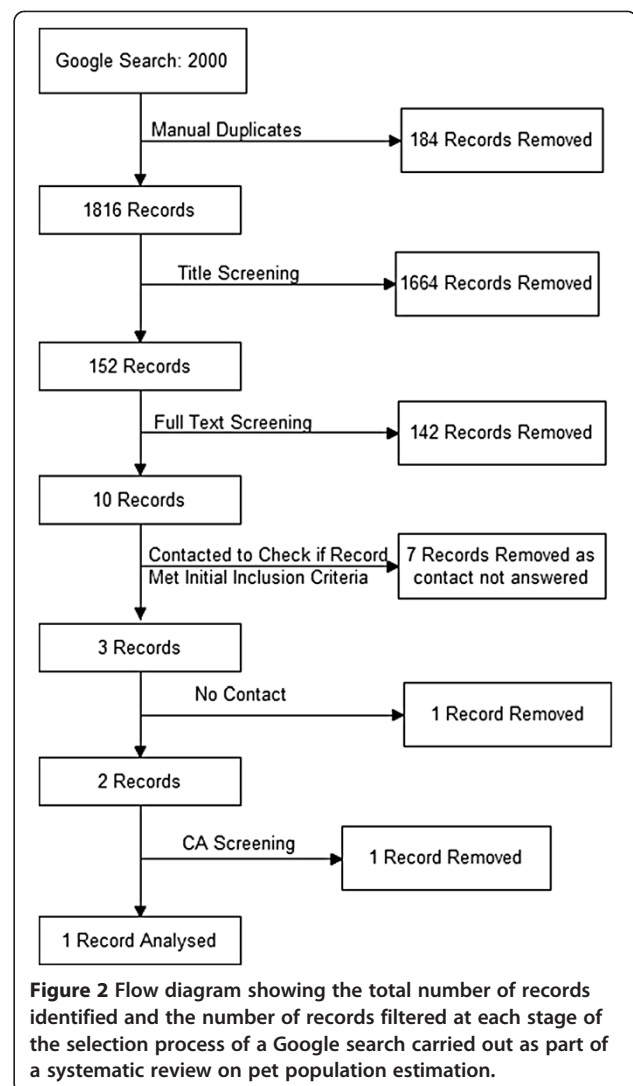 Google Search: 2000
Manual Duplicates
184 Records Removed
1816 Records
Title Screening
1664 Records Removed
152 Records
Full Text Screening
142 Records Removed
10 Records
Contacted to Check if Record
Met Initial Inclusion Criteria
7 Records Removed as
contact not answered
3 Records
No Contact
1 Record Removed
2 Records
CA Screening
1 Record Removed
1 Record Analysed
Figure 2 Flow diagram showing the total number of records
identified and the number of records filtered at each stage of
the selection process of a Google search carried out as part of
a systematic review on pet population estimation.